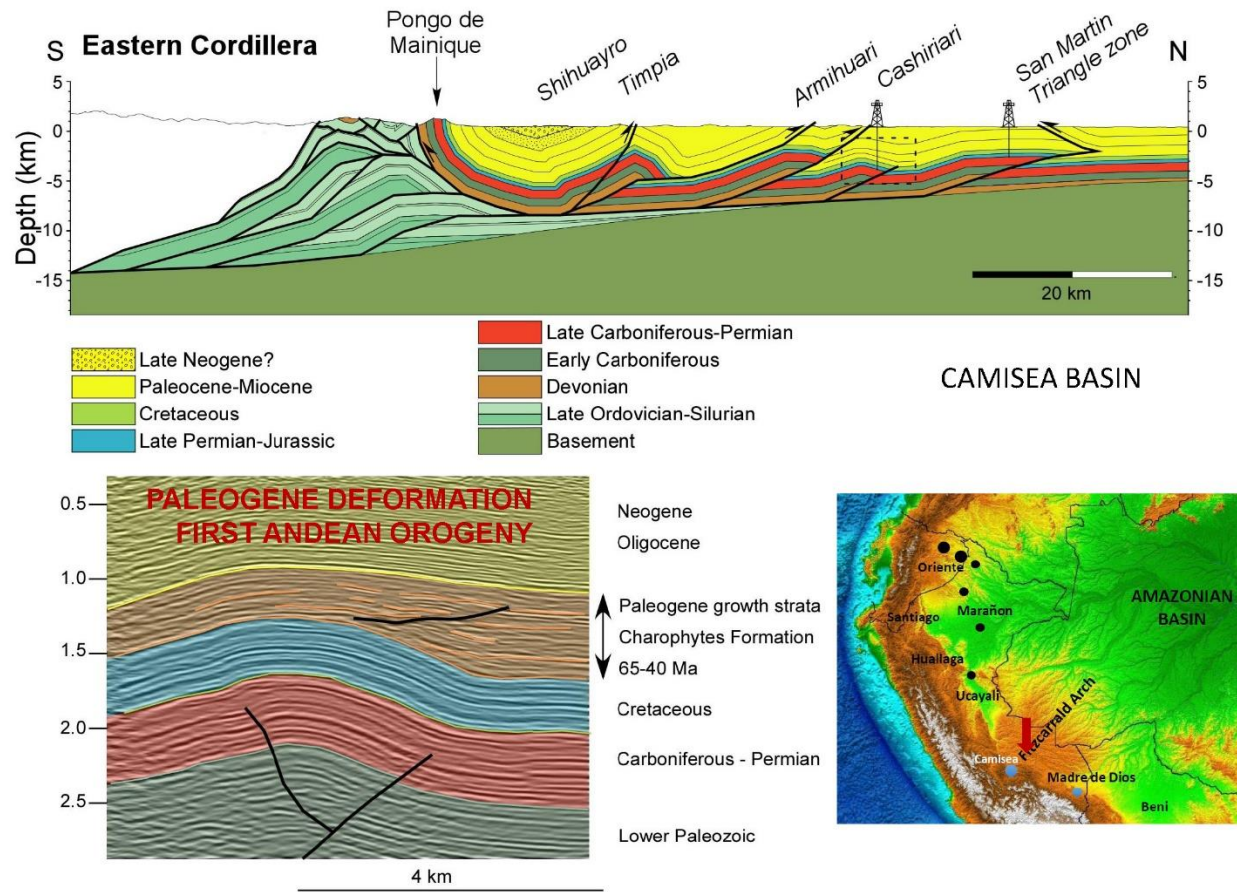 Pongo de
Mainique
S Eastern Cordillera
Shihuayro
Timpia
Armihuari
Cashiriari
San Martin
Triangle zone
N
5
0
-5
-10
-15
Depth (km)
5
0
-5
-10
-15
20 km
Late Neogene?
Paleocene-Miocene
Cretaceous
Late Permian-Jurassic
Late Carboniferous-Permian
Early Carboniferous
Devonian
Late Ordovician-Silurian
Basement
CAMISEA BASIN
PALEOGENE DEFORMATION
FIRST ANDEAN OROGENY
0.5
1.0
1.5
2.0
2.5
Neogene
Oligocene
Paleogene growth strata
Charophytes Formation
65-40 Ma
Cretaceous
Carboniferous - Permian
Lower Paleozoic
4 km
Oriente
Santiago
Marañon
AMAZONIAN
BASIN
Huallaga
Ucayali
Fitzcarrald Arch
Camisea
Madre de Dios
Beni